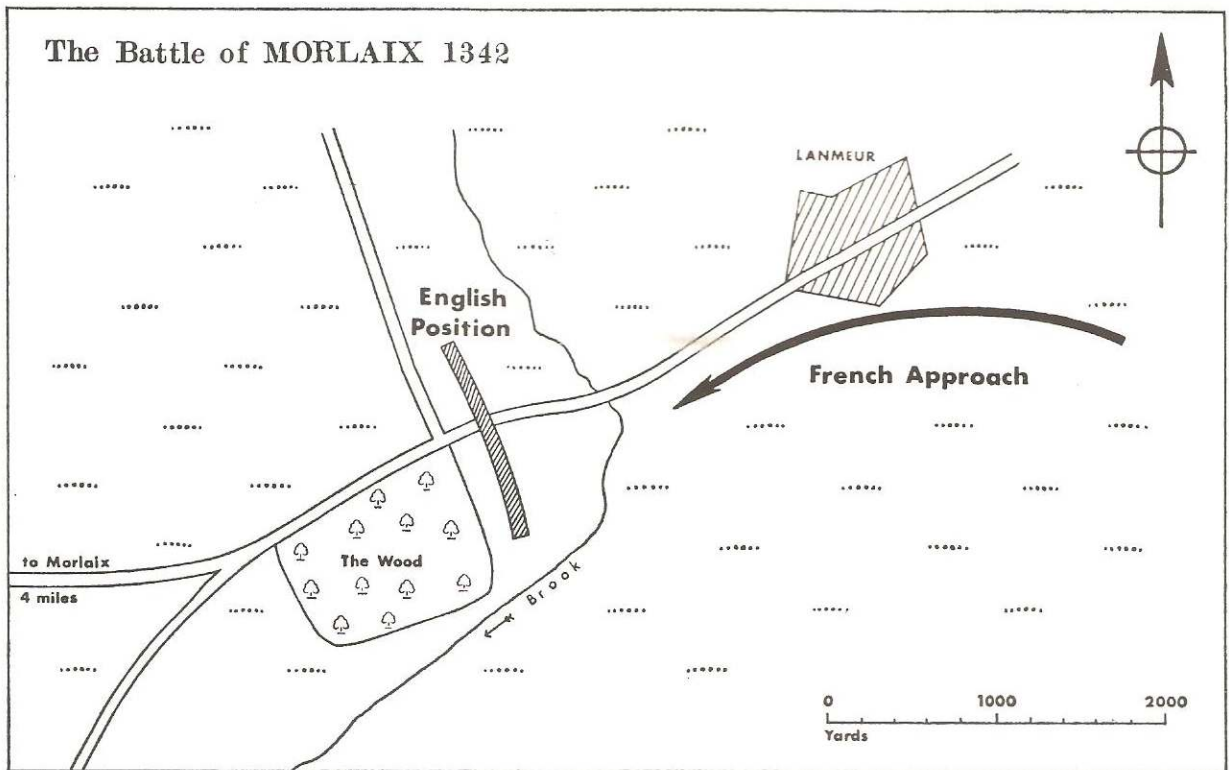 The Battle of MORLAIX 1342
LANMEUR
English
Position
French Approach
The Wood
to Morlaix
4 miles
Brook
0 1000 2000
Yards